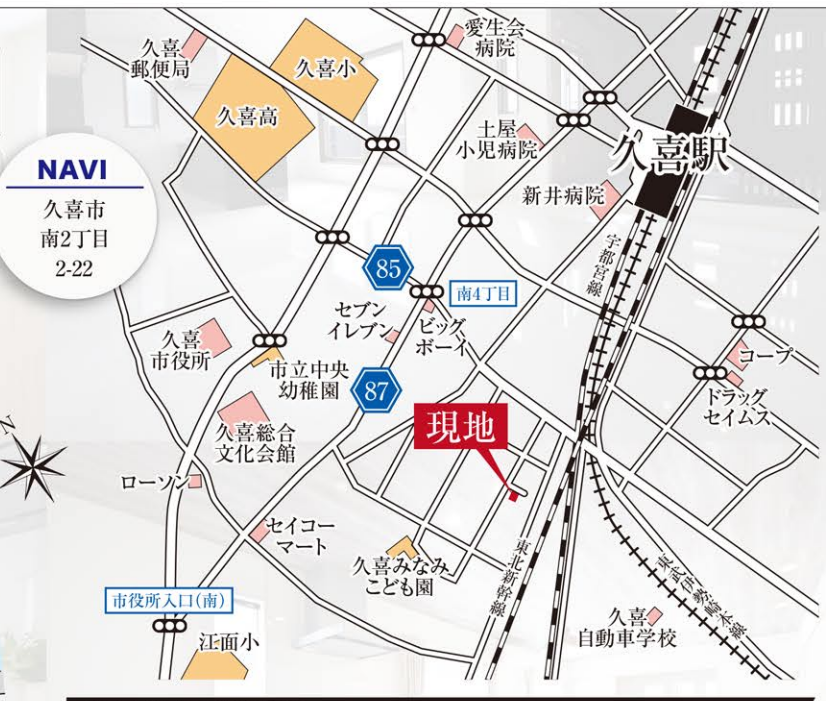 愛生会
病院
久喜
郵便局
久喜小
久喜高
土屋
小児病院
久喜駅
NAVI
久喜市
南2丁目
2-22
新井病院
宇都宮線
85
南4丁目
セブン
イレブン
ビッグ
ボーイ
久喜
市役所
市立中央
幼稚園
87
コープ
ドラッグ
セイムス
久喜総合
文化会館
現地
N
ローソン
セイコー
マート
久喜みなみ
こども園
東北新幹線
東武伊勢崎本線
市役所入口(南)
江面小
久喜
自動車学校